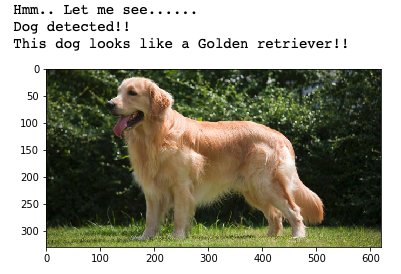 Hmm.. Let me see......
Dog detected!!
This dog looks like a Golden retriever!!
0
50
100
150
200
250
300
0 100 200 300 400 500 600